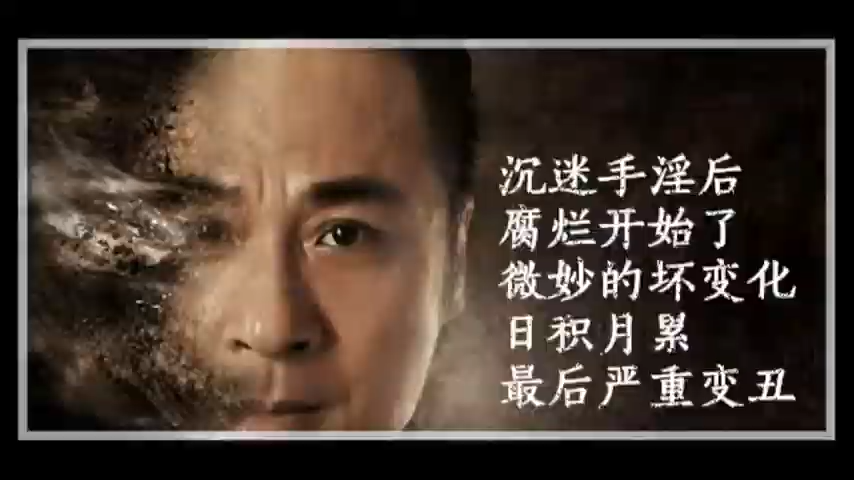 沉迷手淫后
腐烂开始了
微妙的坏变化
日积月累
最后严重变丑